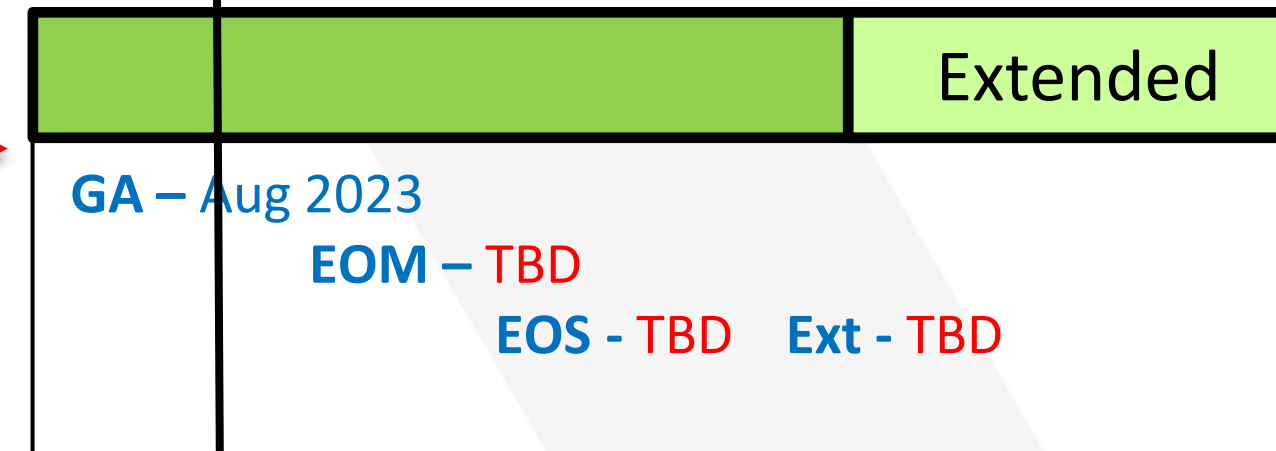 Extended
GA – Aug 2023
EOM – TBD
EOS - TBD Ext - TBD